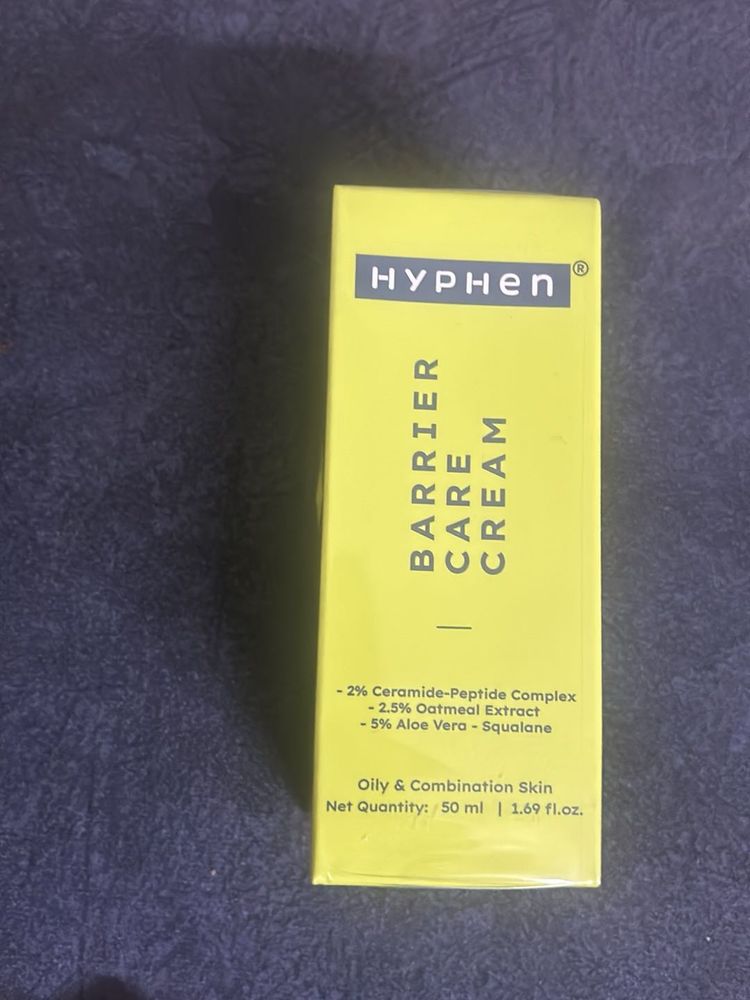 HYPHEN®
BARRIER
CARE
CREAM
- 2% Ceramide-Peptide Complex
- 2.5% Oatmeal Extract
- 5% Aloe Vera - Squalane
Oily & Combination Skin
Net Quantity: 50 ml | 1.69 fl.oz.